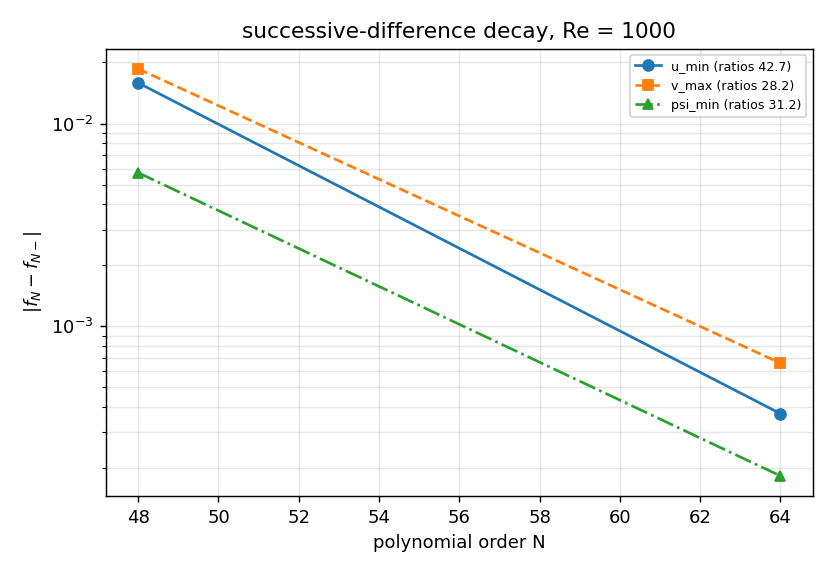 successive-difference decay, Re = 1000
u_min (ratios 42.7)
v_max (ratios 28.2)
psi_min (ratios 31.2)
|f_N − f_{N−}|
10⁻²
10⁻³
48 50 52 54 56 58 60 62 64
polynomial order N